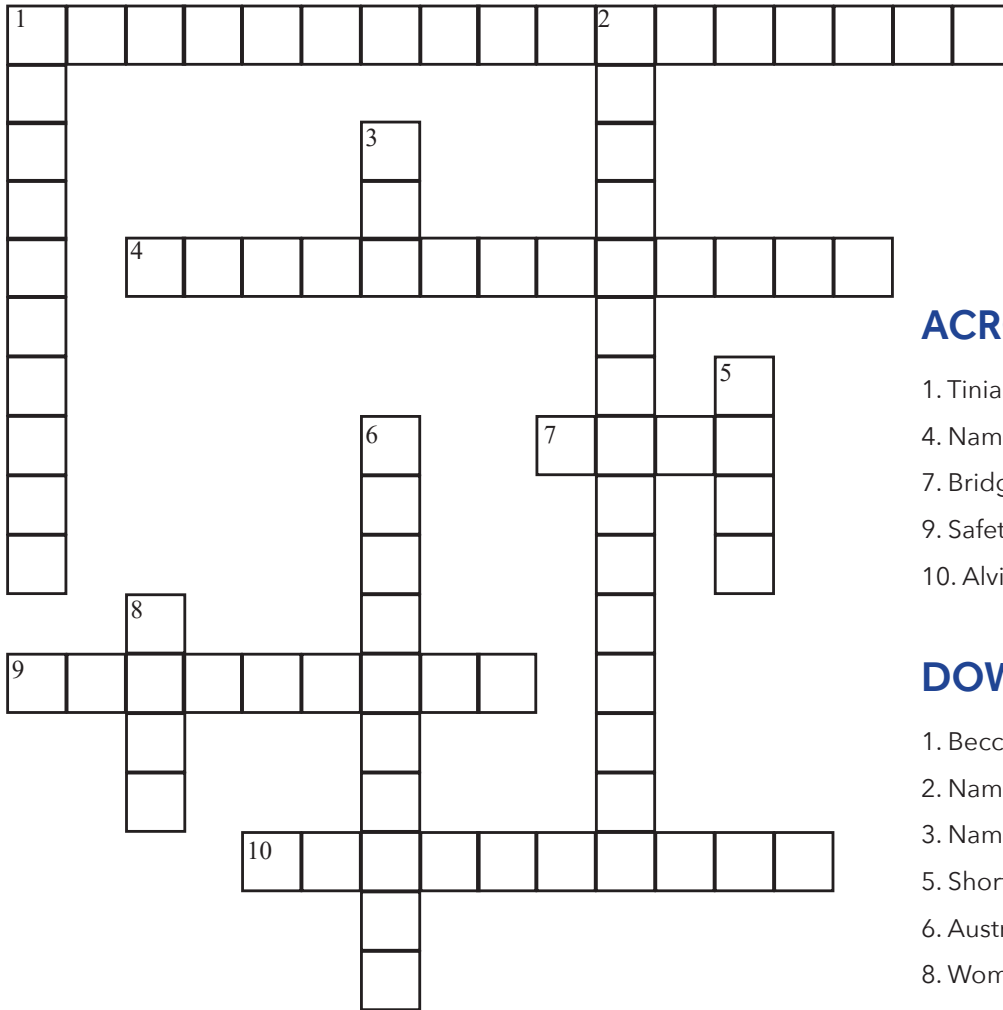 1
2
3
4
5
6
7
8
9
10
ACR
1. Tinia
4. Nam
7. Bridg
9. Safet
10. Alvi
DOW
1. Becc
2. Nam
3. Nam
5. Shor
6. Austr
8. Wom